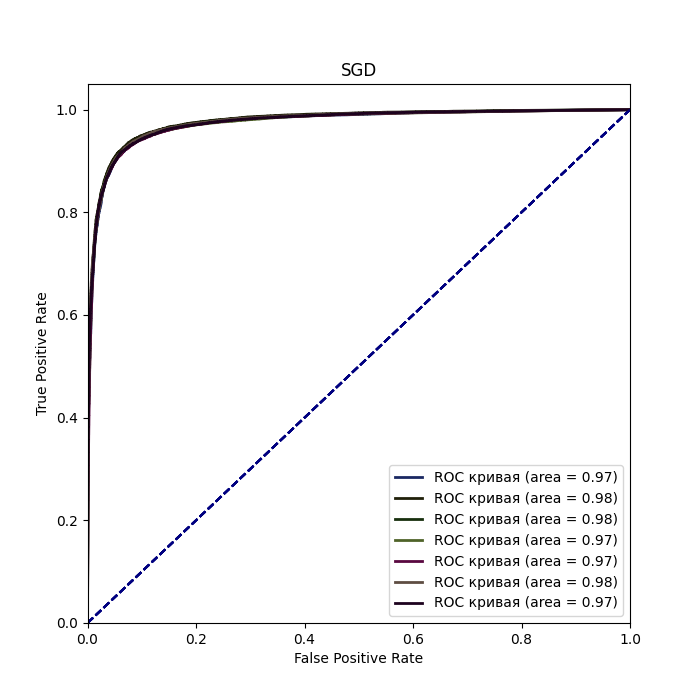 SGD
1.0
0.8
0.6
0.4
0.2
0.0
True Positive Rate
ROC кривая (area = 0.97)
ROC кривая (area = 0.98)
ROC кривая (area = 0.98)
ROC кривая (area = 0.97)
ROC кривая (area = 0.97)
ROC кривая (area = 0.98)
ROC кривая (area = 0.97)
0.0 0.2 0.4 0.6 0.8 1.0
False Positive Rate